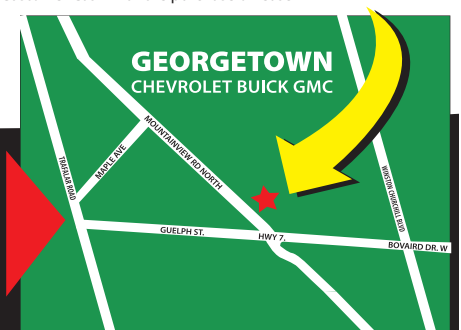 GEORGETOWN
CHEVROLET BUICK GMC
MOUNTAINVIEW RD NORTH
MAPLE AVE
TRAFALAR ROAD
WINSTON CHURCHILL BLVD
GUELPH ST.
HWY 7,
BOVAIRD DR. W